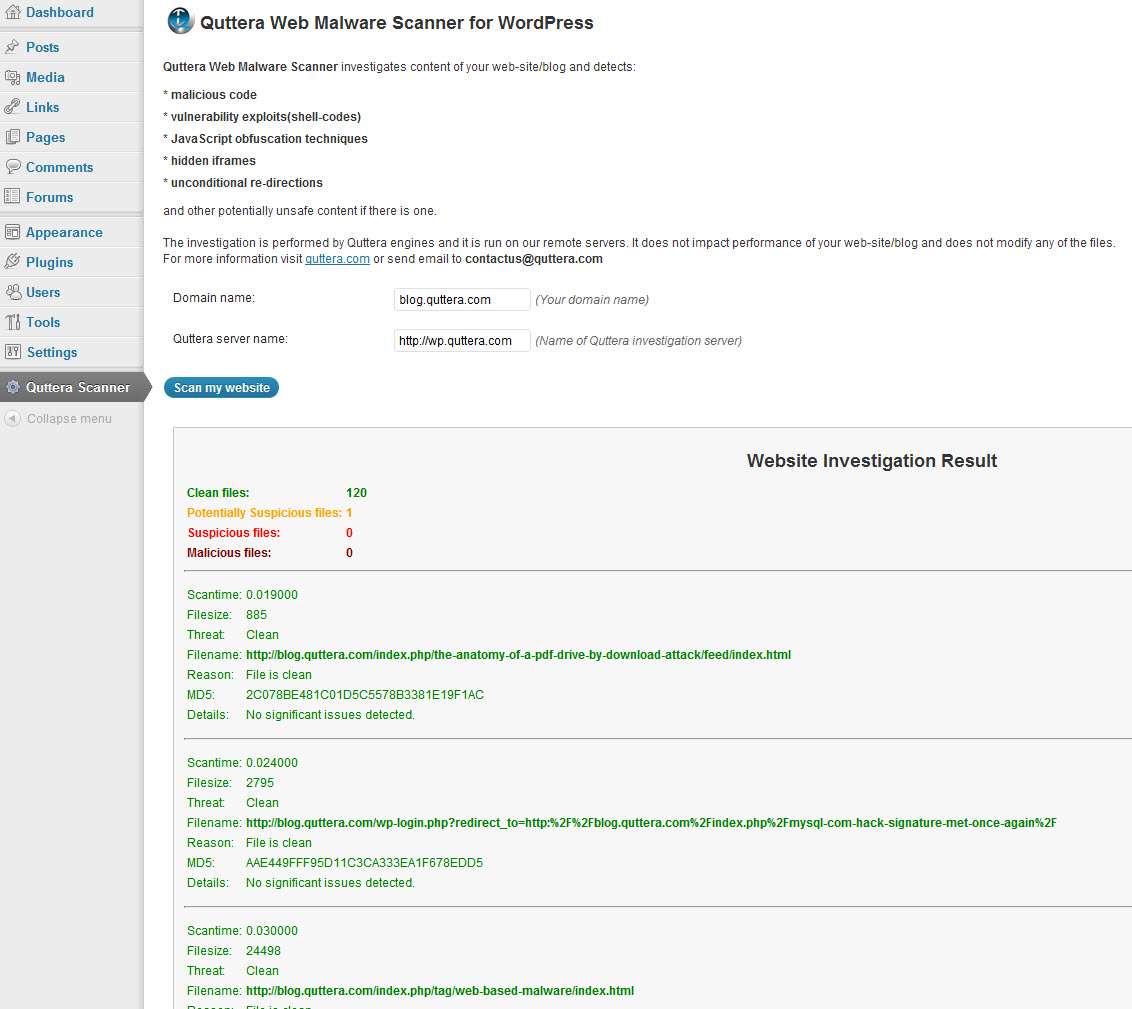 Dashboard
Posts
Media
Links
Pages
Comments
Forums
Appearance
Plugins
Users
Tools
Settings
Quttera Scanner
Collapse menu
Quttera Web Malware Scanner for WordPress
Quttera Web Malware Scanner investigates content of your web-site/blog and detects:
* malicious code
* vulnerability exploits(shell-codes)
* JavaScript obfuscation techniques
* hidden iframes
* unconditional re-directions
and other potentially unsafe content if there is one.
The investigation is performed by Quttera engines and it is run on our remote servers. It does not impact performance of your web-site/blog and does not modify any of the files.
For more information visit quttera.com or send email to contactus@quttera.com
Domain name: blog.quttera.com (Your domain name)
Quttera server name: http://wp.quttera.com (Name of Quttera investigation server)
Scan my website
Website Investigation Result
Clean files: 120
Potentially Suspicious files: 1
Suspicious files: 0
Malicious files: 0
Scantime: 0.019000
Filesize: 885
Threat: Clean
Filename: http://blog.quttera.com/index.php/the-anatomy-of-a-pdf-drive-by-download-attack/feed/index.html
Reason: File is clean
MD5: 2C078BE481C01D5C5578B3381E19F1AC
Details: No significant issues detected.
Scantime: 0.024000
Filesize: 2795
Threat: Clean
Filename: http://blog.quttera.com/wp-login.php?redirect_to=http:%2F%2Fblog.quttera.com%2Findex.php%2Fmysql-com-hack-signature-met-once-again%2F
Reason: File is clean
MD5: AAE449FFF95D11C3CA333EA1F678EDD5
Details: No significant issues detected.
Scantime: 0.030000
Filesize: 24498
Threat: Clean
Filename: http://blog.quttera.com/index.php/tag/web-based-malware/index.html
Reason: File is clean